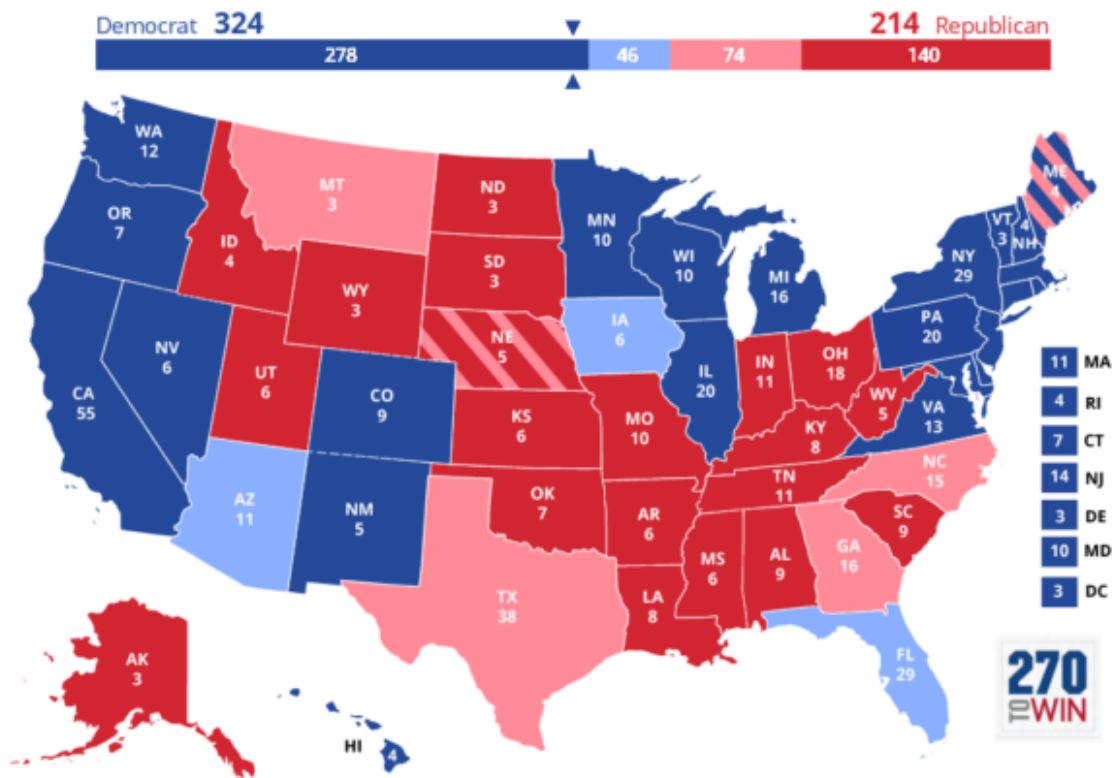 Democrat 324
214 Republican
278
46
74
140
WA
12
OR
7
CA
55
NV
6
ID
4
MT
3
WY
3
UT
6
AZ
11
CO
9
NM
5
ND
3
SD
3
NE
5
KS
6
OK
7
TX
38
MN
10
IA
6
MO
10
AR
6
LA
8
WI
10
IL
20
MI
16
IN
11
OH
18
KY
8
TN
11
MS
6
AL
9
GA
16
FL
29
SC
9
NC
15
VA
13
WV
5
PA
20
NY
29
VT
3
4
NH
ME
4
11 MA
4 RI
7 CT
14 NJ
3 DE
10 MD
3 DC
AK
3
HI
4
270
TO WIN